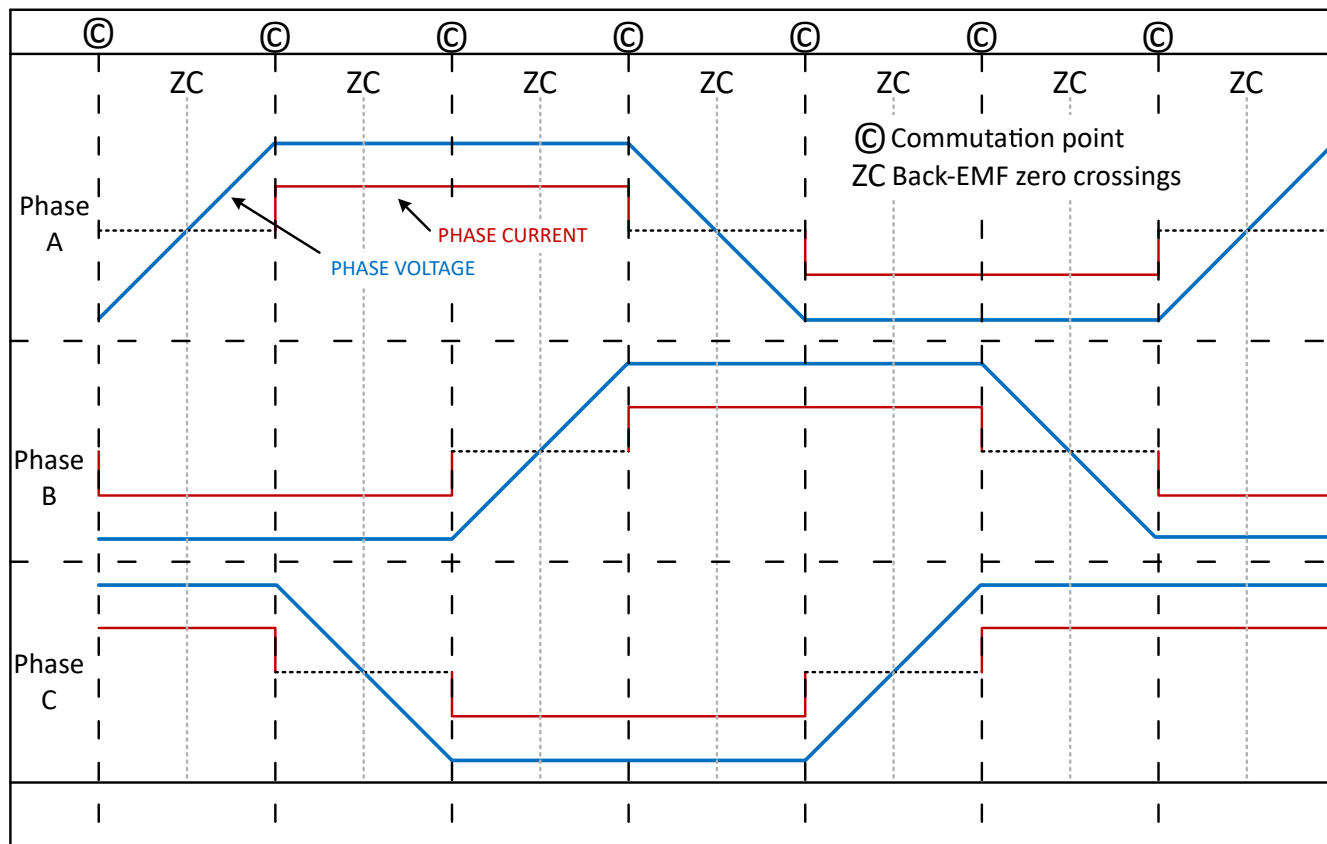 © © © © © © ©
ZC ZC ZC ZC ZC ZC ZC
© Commutation point
ZC Back-EMF zero crossings
Phase
A
PHASE CURRENT
PHASE VOLTAGE
Phase
B
Phase
C